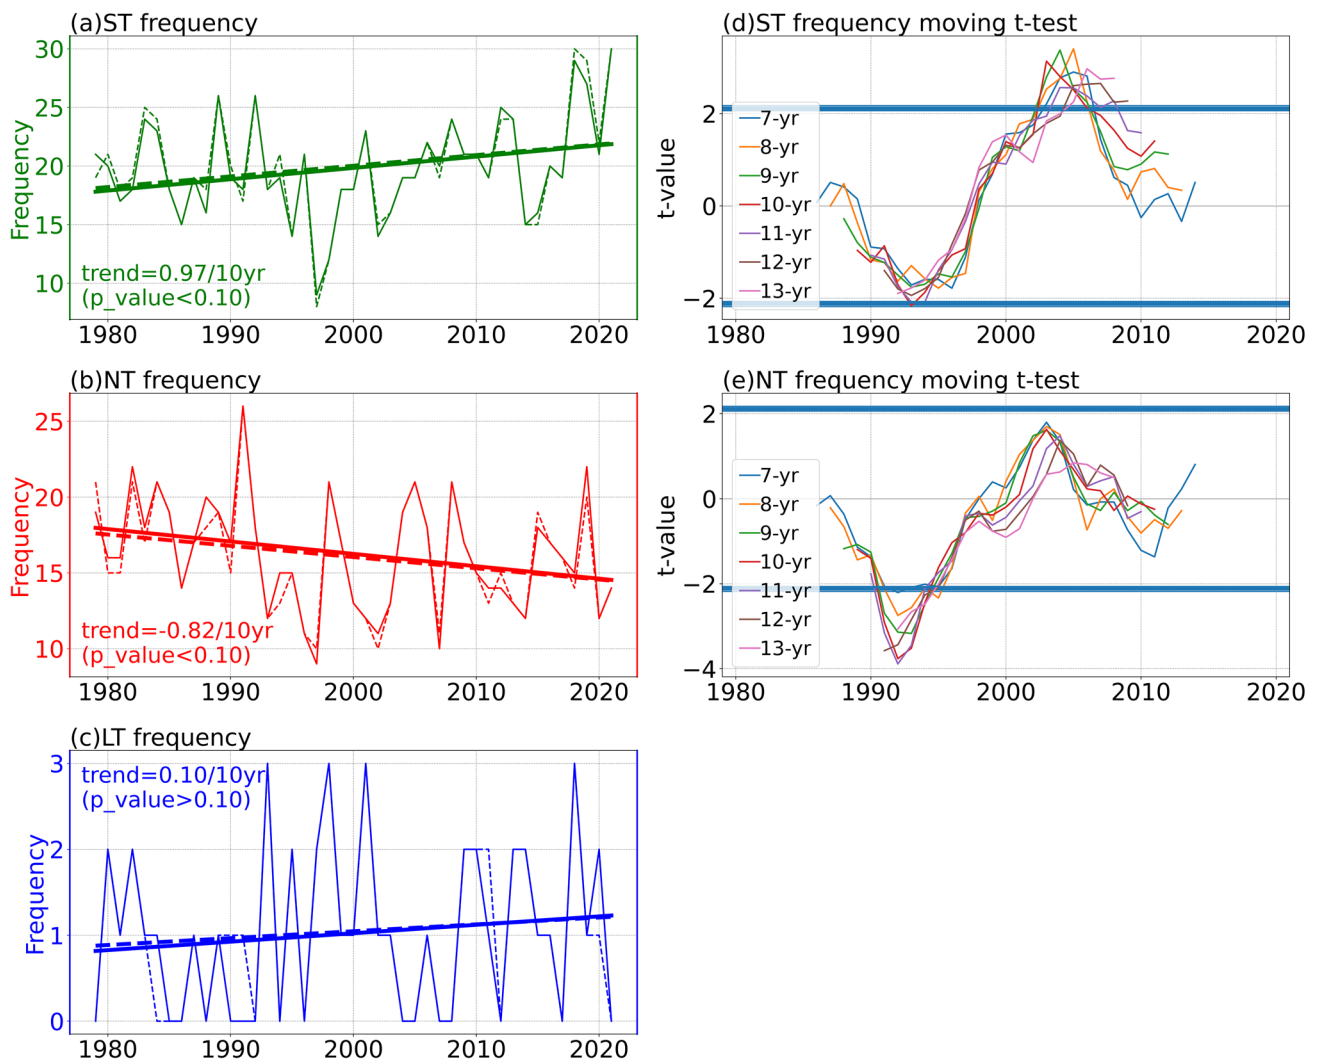 (a)ST frequency
30
25
20
15
10
Frequency
trend=0.97/10yr
(p_value<0.10)
1980 1990 2000 2010 2020
(d)ST frequency moving t-test
2
0
−2
t-value
7-yr
8-yr
9-yr
10-yr
11-yr
12-yr
13-yr
1980 1990 2000 2010 2020
(b)NT frequency
25
20
15
10
Frequency
trend=-0.82/10yr
(p_value<0.10)
1980 1990 2000 2010 2020
(e)NT frequency moving t-test
2
0
−2
−4
t-value
7-yr
8-yr
9-yr
10-yr
11-yr
12-yr
13-yr
1980 1990 2000 2010 2020
(c)LT frequency
3
2
1
0
Frequency
trend=0.10/10yr
(p_value>0.10)
1980 1990 2000 2010 2020